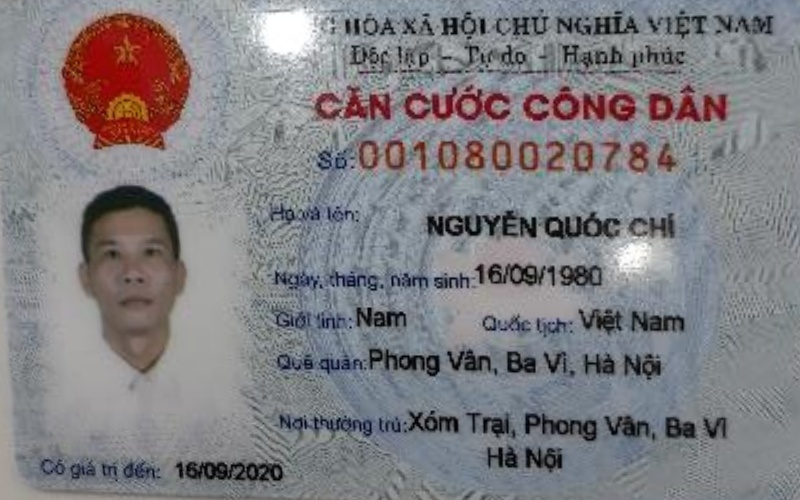 HÒA XÃ HỘI CHỦ NGHĨA VIỆT NAM
Độc lập - Tự do - Hạnh phúc
CĂN CƯỚC CÔNG DÂN
Số: 001080020784
Họ và tên: NGUYỄN QUỐC CHÍ
Ngày, tháng, năm sinh: 16/09/1980
Giới tính: Nam Quốc tịch: Việt Nam
Quê quán: Phong Vân, Ba Vì, Hà Nội
Nơi thường trú: Xóm Trại, Phong Vân, Ba Vì
Hà Nội
Có giá trị đến: 16/09/2020